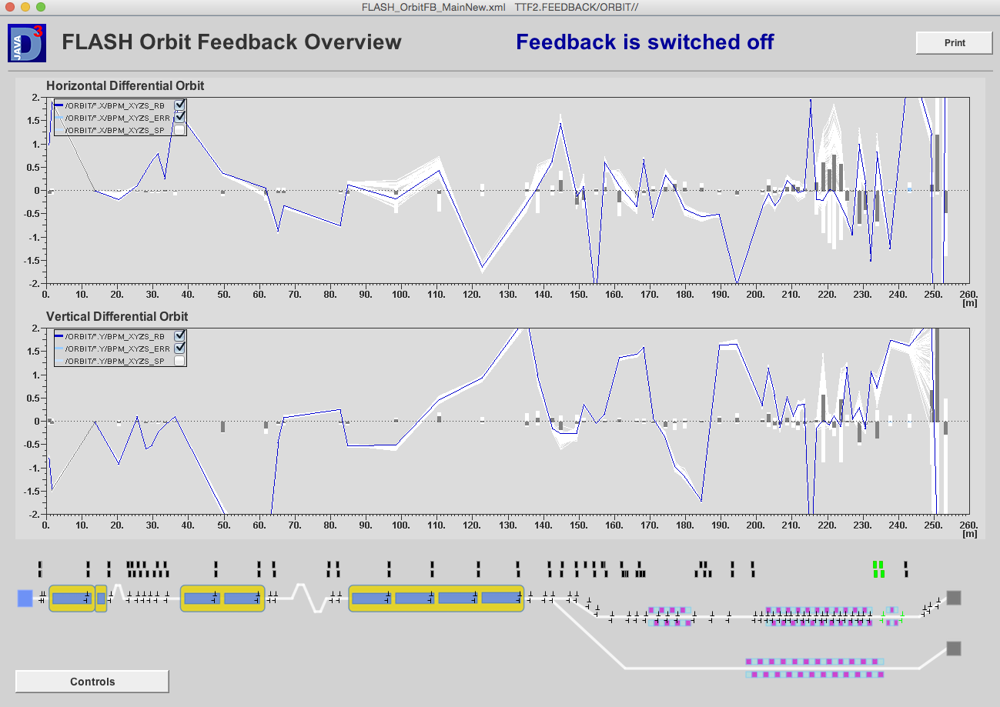 FLASH_OrbitFB_MainNew.xml TTF2.FEEDBACK/ORBIT//
JAVA D 3
FLASH Orbit Feedback Overview
Feedback is switched off
Print
Horizontal Differential Orbit
/ORBIT/*.X/BPM_XYZS_RB
/ORBIT/*.X/BPM_XYZS_ERR
/ORBIT/*.X/BPM_XYZS_SP
2.
1.5
1.
0.5
0
-0.5
-1.
-1.5
-2.
0. 10. 20. 30. 40. 50. 60. 70. 80. 90. 100. 110. 120. 130. 140. 150. 160. 170. 180. 190. 200. 210. 220. 230. 240. 250. 260.
[m]
Vertical Differential Orbit
/ORBIT/*.Y/BPM_XYZS_RB
/ORBIT/*.Y/BPM_XYZS_ERR
/ORBIT/*.Y/BPM_XYZS_SP
2.
1.5
1.
0.5
0
-0.5
-1.
-1.5
-2.
0. 10. 20. 30. 40. 50. 60. 70. 80. 90. 100. 110. 120. 130. 140. 150. 160. 170. 180. 190. 200. 210. 220. 230. 240. 250. 260.
[m]
Controls